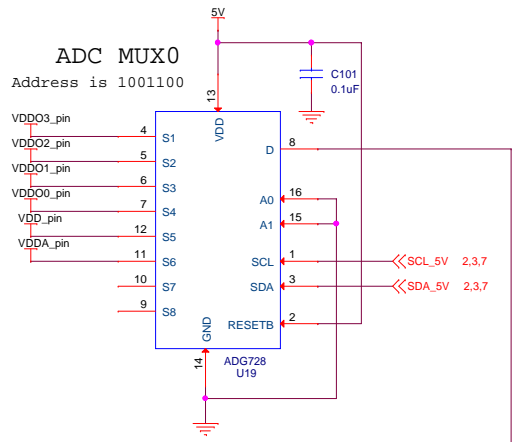 5V
ADC MUX0
Address is 1001100
C101
0.1uF
13
VDD
VDDO3_pin
4
S1
D
8
VDDO2_pin
5
S2
VDDO1_pin
6
S3
A0
16
VDDO0_pin
7
S4
A1
15
VDD_pin
12
S5
VDDA_pin
11
S6
SCL
1
SCL_5V 2,3,7
10
S7
SDA
3
SDA_5V 2,3,7
9
S8
RESETB
2
GND
14
ADG728
U19